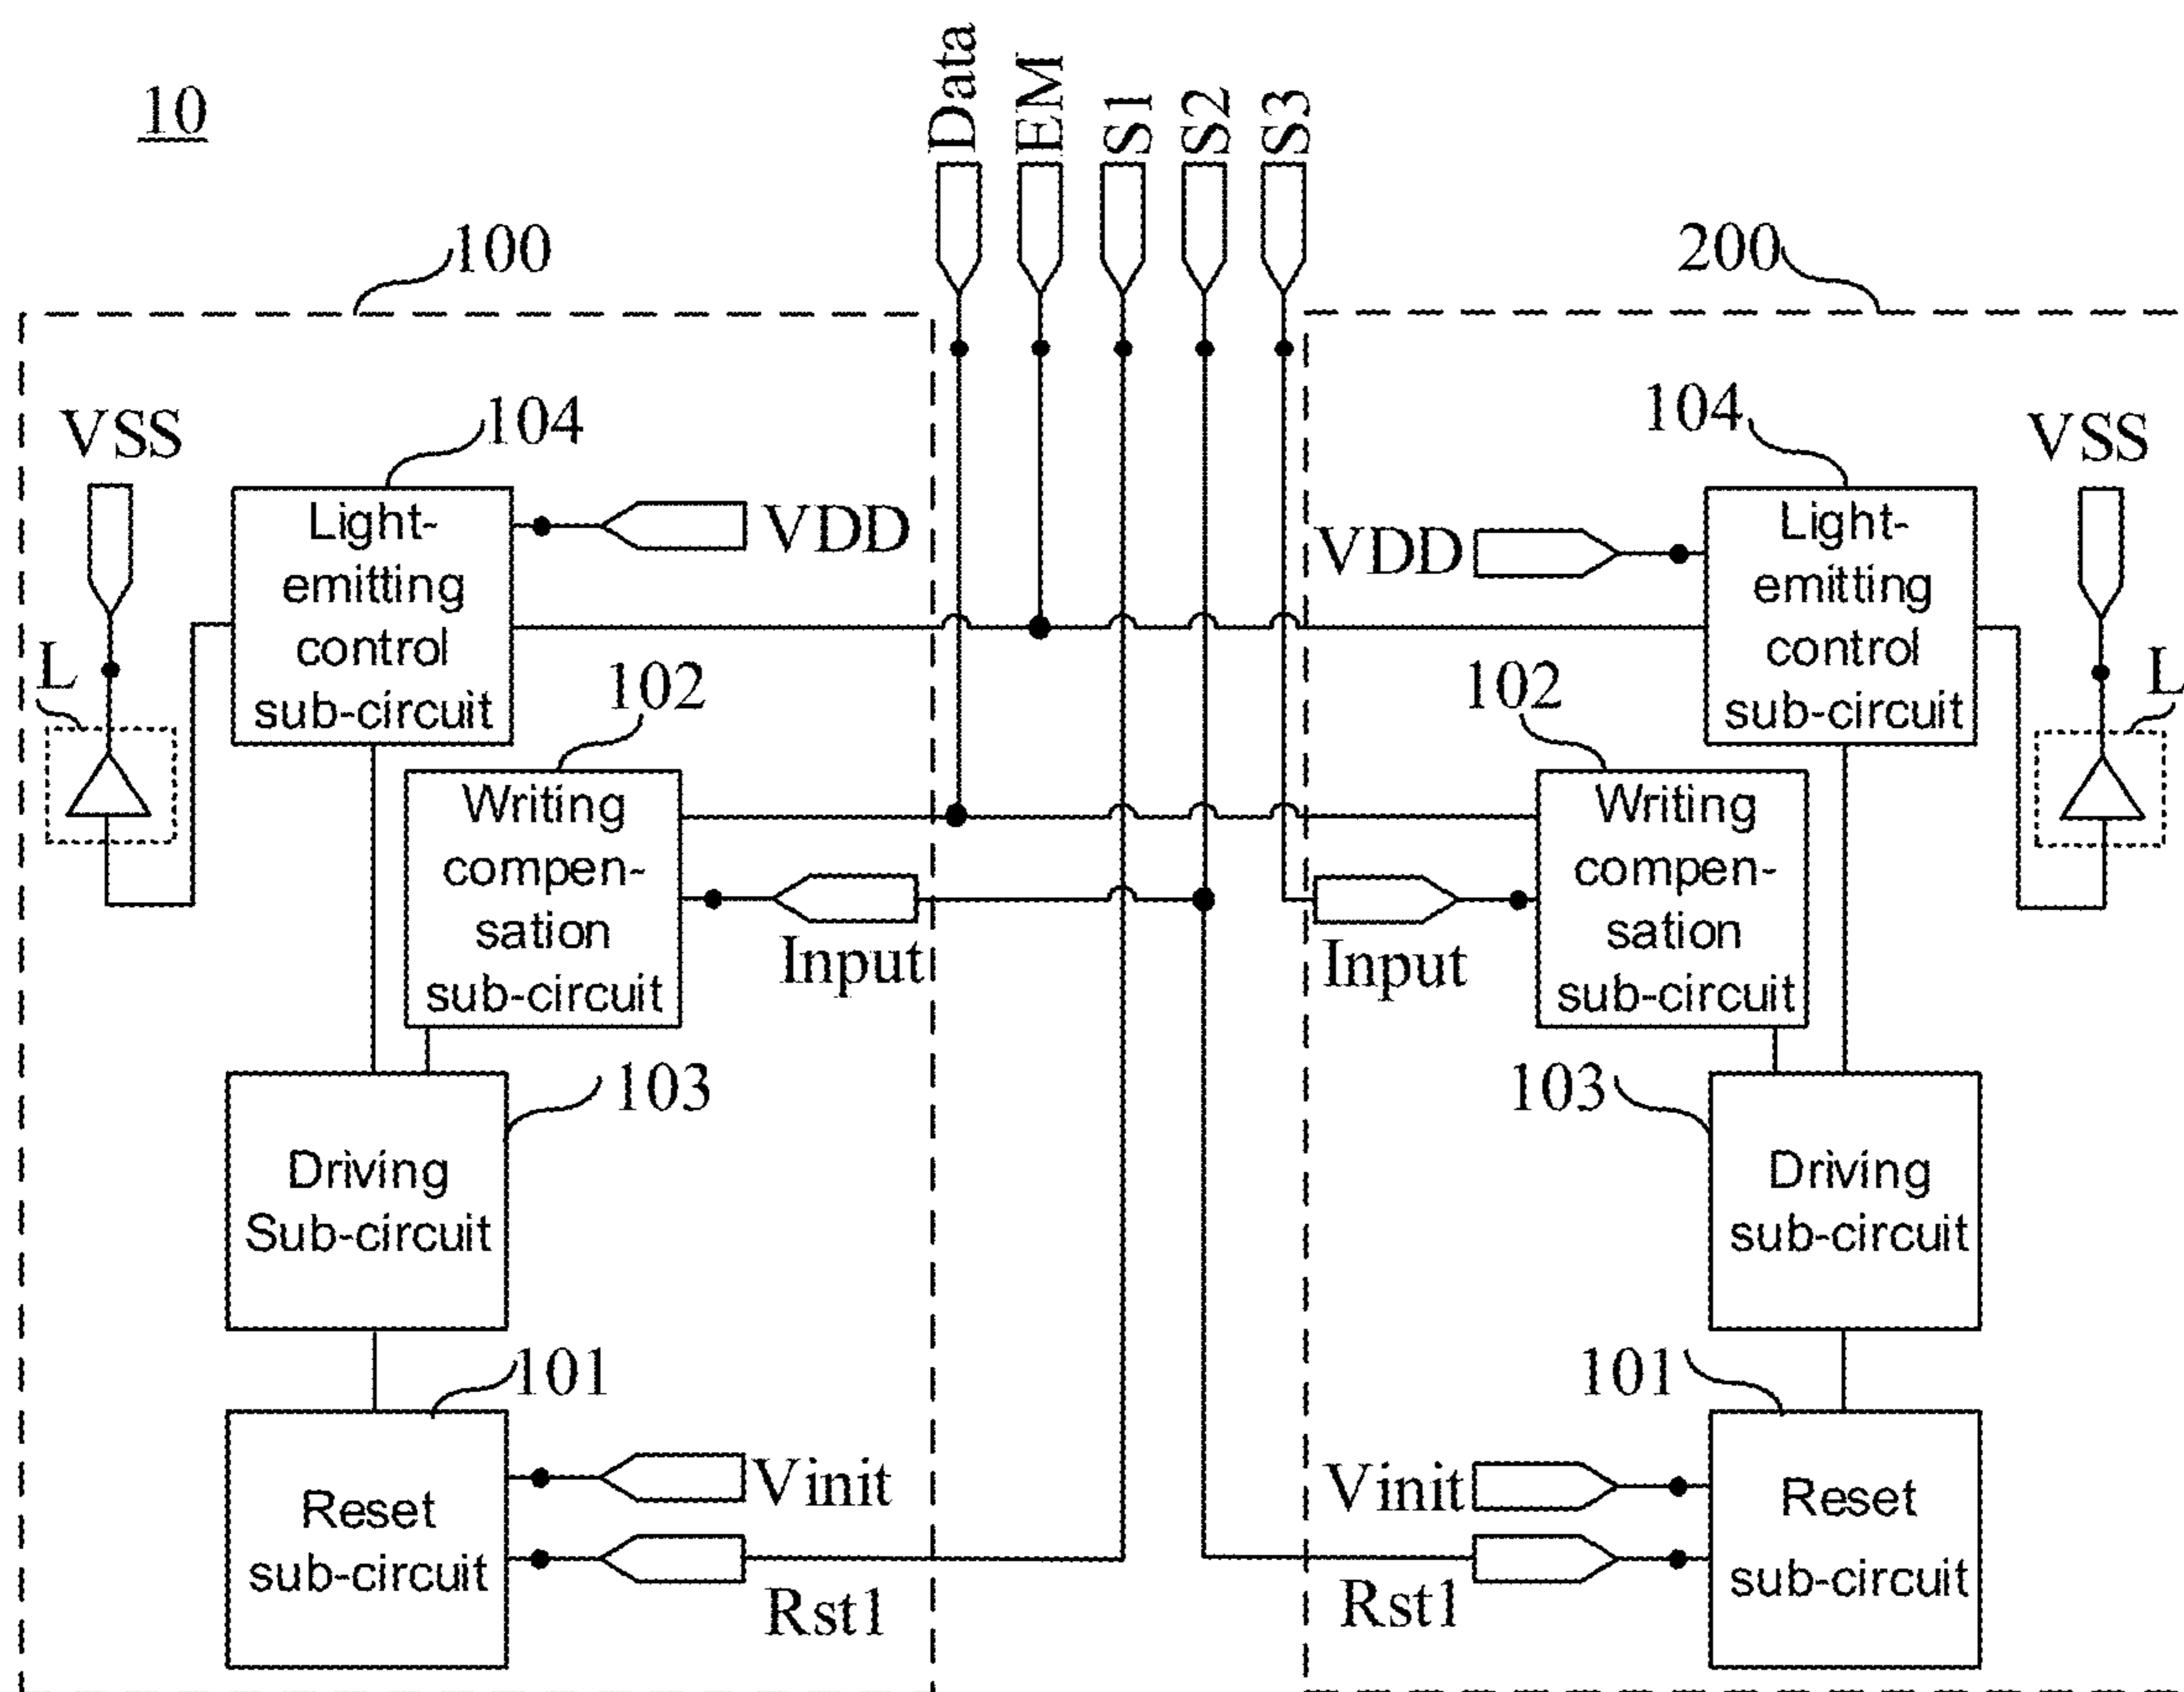 10
Data
EM
S1
S2
S3
100
200
VSS
104
VDD
Light-
emitting
control
sub-circuit
L
102
Writing
compen-
sation
sub-circuit
Input
103
Driving
Sub-circuit
101
Reset
sub-circuit
Vinit
Rst1
104
VSS
VDD
Light-
emitting
control
sub-circuit
L
102
Writing
compen-
sation
sub-circuit
Input
103
Driving
sub-circuit
101
Vinit
Reset
sub-circuit
Rst1